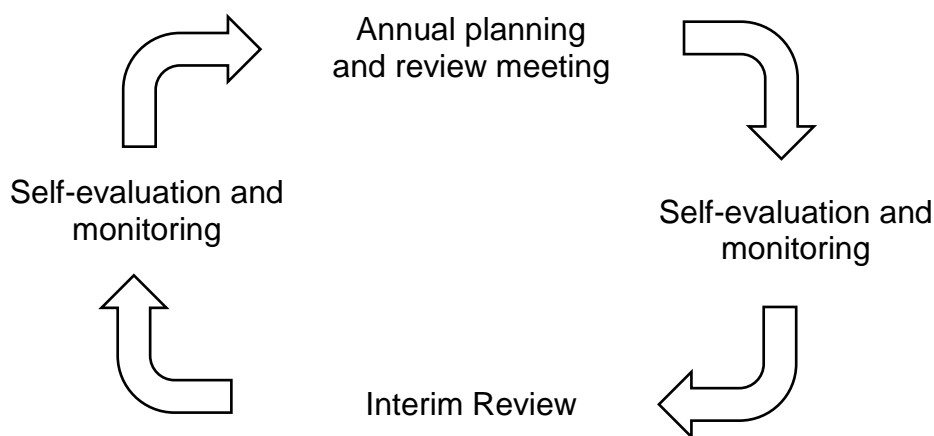 Annual planning
and review meeting
Self-evaluation and
monitoring
Self-evaluation and
monitoring
Interim Review